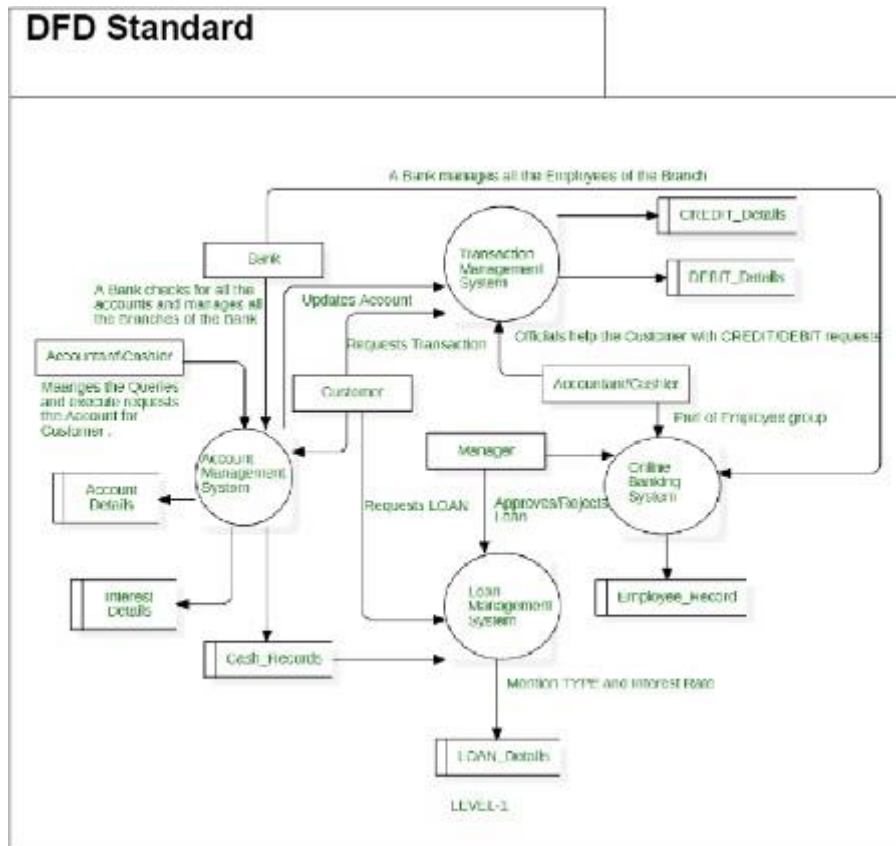 DFD Standard
A Bank manages all the Employees of the Branch
CREDIT_Details
Bank
Transaction
Management
System
DEBIT_Details
A Bank checks for all the
accounts and manages all
the Branches of the Bank
Updates Account
Requests Transaction
Officials help the Customer with CREDIT/DEBIT requests
Accountant/Cashier
Maanges the Queries
and execute requests
the Account for
Customer .
Customer
Accountant/Cashier
Part of Employee group
Manager
Account
Management
System
Online
Banking
System
Account
Details
Requests LOAN
Approves/Rejects
Loan
Interest
Details
Loan
Management
System
Employee_Record
Cash_Records
Mention TYPE and Interest Rate
LOAN_Details
LEVEL-1